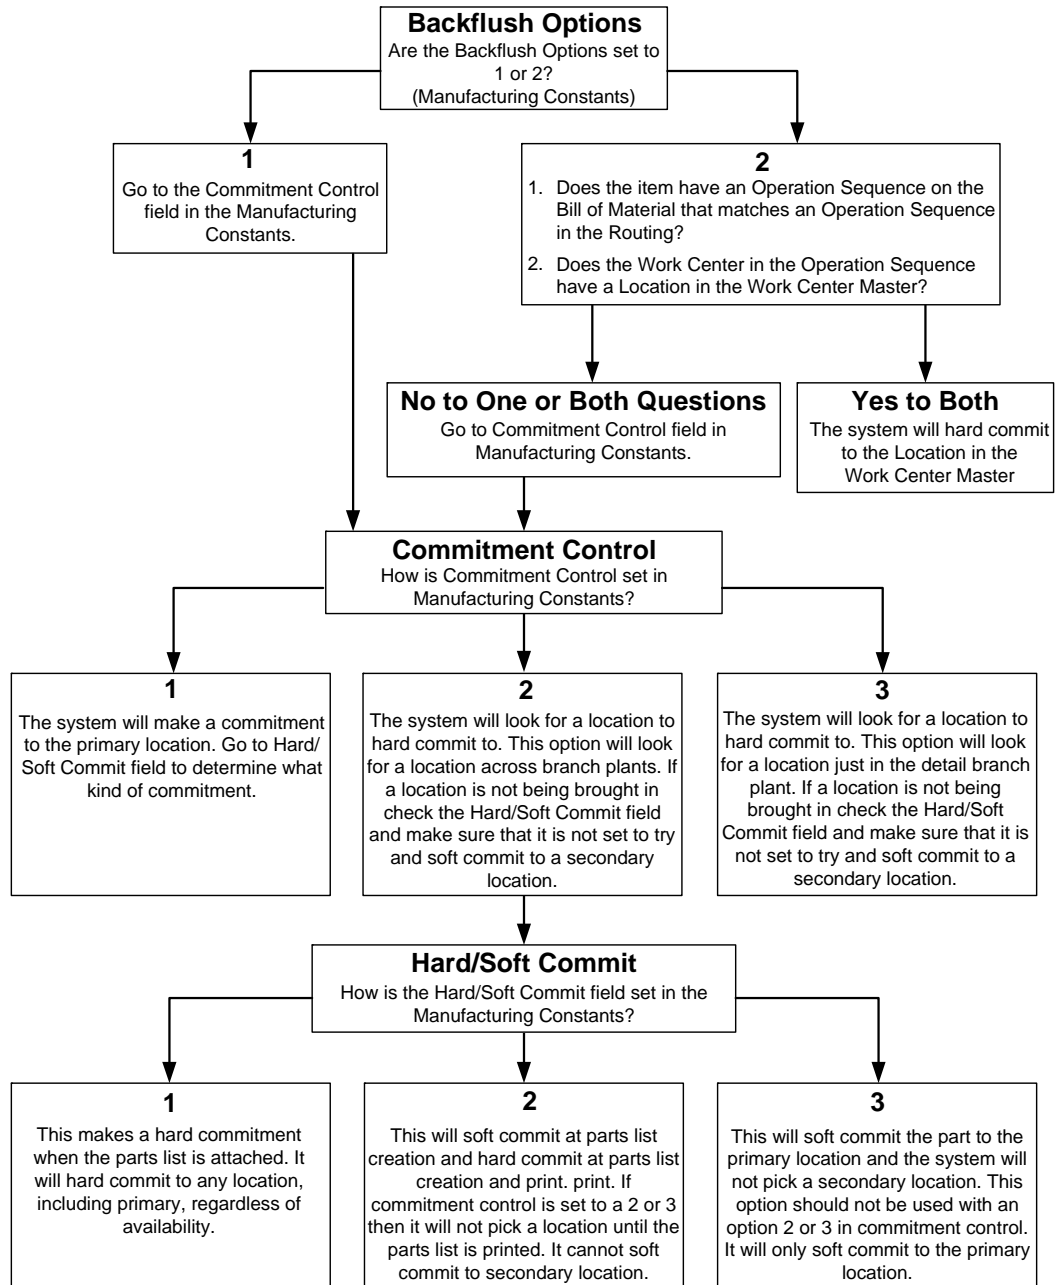 Backflush Options
Are the Backflush Options set to
1 or 2?
(Manufacturing Constants)
1
Go to the Commitment Control
field in the Manufacturing
Constants.
2
1. Does the item have an Operation Sequence on the
Bill of Material that matches an Operation Sequence
in the Routing?
2. Does the Work Center in the Operation Sequence
have a Location in the Work Center Master?
No to One or Both Questions
Go to Commitment Control field in
Manufacturing Constants.
Yes to Both
The system will hard commit
to the Location in the
Work Center Master
Commitment Control
How is Commitment Control set in
Manufacturing Constants?
1
The system will make a commitment
to the primary location. Go to Hard/
Soft Commit field to determine what
kind of commitment.
2
The system will look for a location to
hard commit to. This option will look
for a location across branch plants. If
a location is not being brought in
check the Hard/Soft Commit field
and make sure that it is not set to try
and soft commit to a secondary
location.
3
The system will look for a location to
hard commit to. This option will look
for a location just in the detail branch
plant. If a location is not being
brought in check the Hard/Soft
Commit field and make sure that it is
not set to try and soft commit to a
secondary location.
Hard/Soft Commit
How is the Hard/Soft Commit field set in the
Manufacturing Constants?
1
This makes a hard commitment
when the parts list is attached. It
will hard commit to any location,
including primary, regardless of
availability.
2
This will soft commit at parts list
creation and hard commit at parts list
creation and print. print. If
commitment control is set to a 2 or 3
then it will not pick a location until the
parts list is printed. It cannot soft
commit to secondary location.
3
This will soft commit the part to the
primary location and the system will
not pick a secondary location. This
option should not be used with an
option 2 or 3 in commitment control.
It will only soft commit to the primary
location.